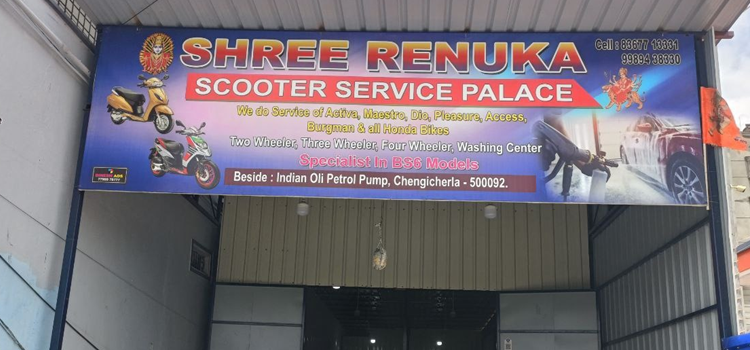 SHREE RENUKA
Cell : 83677 13331
99894 38330
SCOOTER SERVICE PALACE
We do Service of Activa, Maestro, Dio, Pleasure, Access,
Burgman & all Honda Bikes
Two Wheeler, Three Wheeler, Four Wheeler, Washing Center
Specialist In BS6 Models
Beside : Indian Oli Petrol Pump, Chengicherla - 500092.